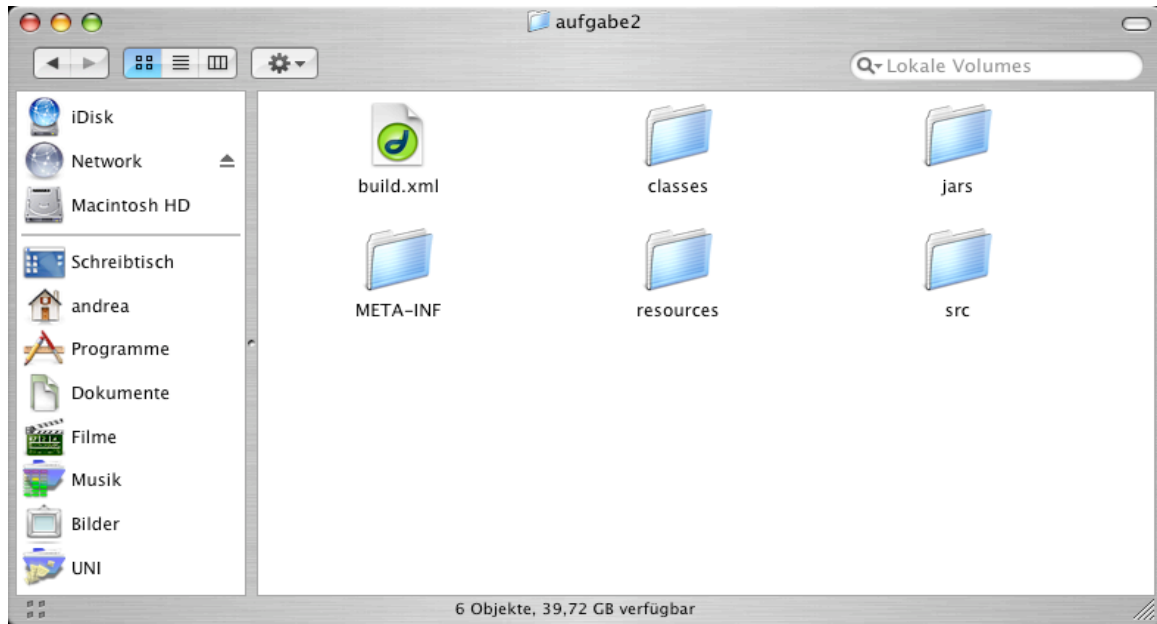 aufgabe2
Lokale Volumes
iDisk
Network
Macintosh HD
Schreibtisch
andrea
Programme
Dokumente
Filme
Musik
Bilder
UNI
build.xml
classes
jars
META-INF
resources
src
6 Objekte, 39,72 GB verfügbar